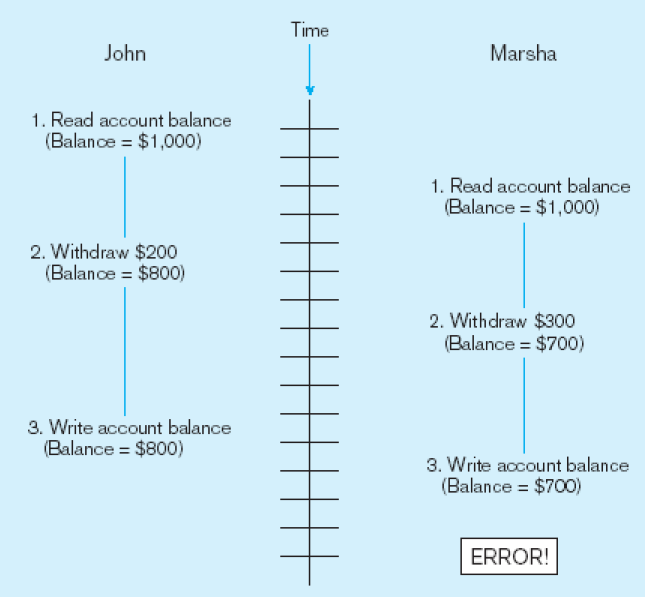 Time
John
Marsha
1. Read account balance
(Balance = $1,000)
1. Read account balance
(Balance = $1,000)
2. Withdraw $200
(Balance = $800)
2. Withdraw $300
(Balance = $700)
3. Write account balance
(Balance = $800)
3. Write account balance
(Balance = $700)
ERROR!